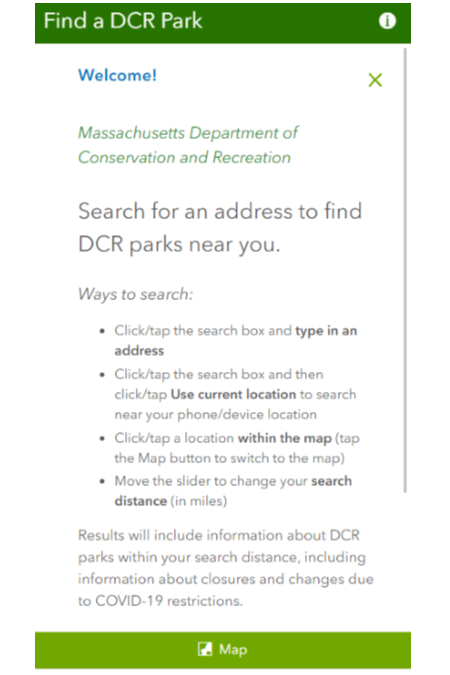 Find a DCR Park
Welcome!
Massachusetts Department of
Conservation and Recreation
Search for an address to find
DCR parks near you.
Ways to search:
• Click/tap the search box and type in an
address
• Click/tap the search box and then
click/tap Use current location to search
near your phone/device location
• Click/tap a location within the map (tap
the Map button to switch to the map)
• Move the slider to change your search
distance (in miles)
Results will include information about DCR
parks within your search distance, including
information about closures and changes due
to COVID-19 restrictions.
Map